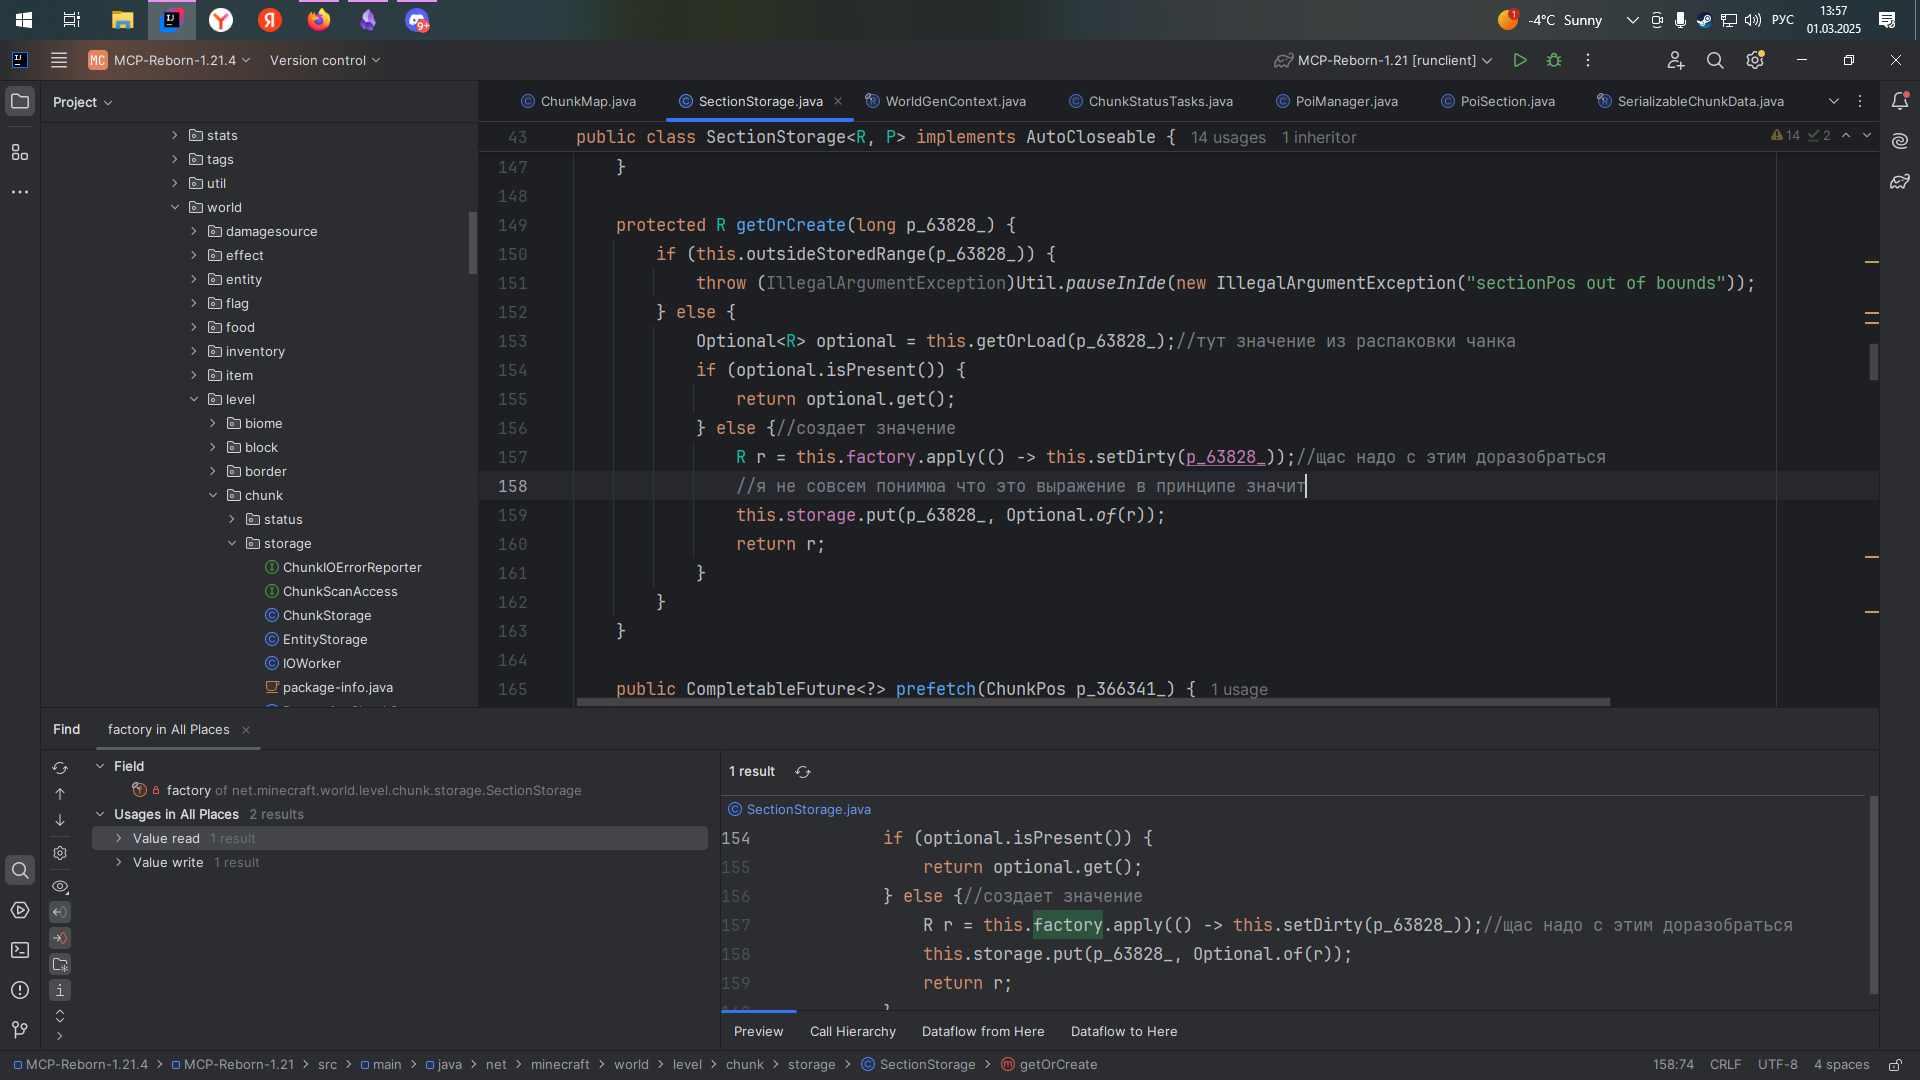 -4°C Sunny
РУС
13:57
01.03.2025
MC MCP-Reborn-1.21.4
Version control
MCP-Reborn-1.21 [runclient]
Project
ChunkMap.java
SectionStorage.java
WorldGenContext.java
ChunkStatusTasks.java
PoiManager.java
PoiSection.java
SerializableChunkData.java
stats
tags
util
world
damagesource
effect
entity
flag
food
inventory
item
level
biome
block
border
chunk
status
storage
ChunkIOErrorReporter
ChunkScanAccess
ChunkStorage
EntityStorage
IOWorker
package-info.java
43 public class SectionStorage<R, P> implements AutoCloseable { 14 usages 1 inheritor
14 2
147 }
148
149 protected R getOrCreate(long p_63828_) {
150 if (this.outsideStoredRange(p_63828_)) {
151 throw (IllegalArgumentException)Util.pauseInIde(new IllegalArgumentException("sectionPos out of bounds"));
152 } else {
153 Optional<R> optional = this.getOrLoad(p_63828_);//тут значение из распаковки чанка
154 if (optional.isPresent()) {
155 return optional.get();
156 } else {//создает значение
157 R r = this.factory.apply(() -> this.setDirty(p_63828_));//щас надо с этим доразобраться
158 //я не совсем понимюа что это выражение в принципе значит
159 this.storage.put(p_63828_, Optional.of(r));
160 return r;
161 }
162 }
163 }
164
165 public CompletableFuture<?> prefetch(ChunkPos p_366341_) { 1 usage
Find
factory in All Places
Field
factory of net.minecraft.world.level.chunk.storage.SectionStorage
Usages in All Places 2 results
Value read 1 result
Value write 1 result
1 result
SectionStorage.java
154 if (optional.isPresent()) {
155 return optional.get();
156 } else {//создает значение
157 R r = this.factory.apply(() -> this.setDirty(p_63828_));//щас надо с этим доразобраться
158 this.storage.put(p_63828_, Optional.of(r));
159 return r;
Preview
Call Hierarchy
Dataflow from Here
Dataflow to Here
MCP-Reborn-1.21.4 > MCP-Reborn-1.21 > src > main > java > net > minecraft > world > level > chunk > storage > SectionStorage > getOrCreate
158:74 CRLF UTF-8 4 spaces